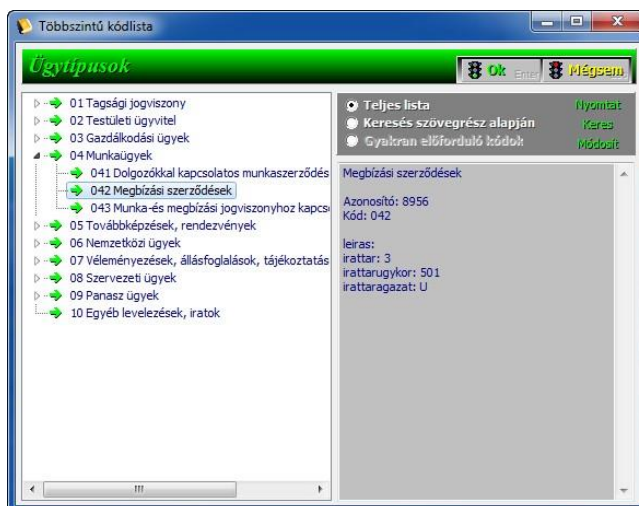 Többszintű kódlista
Ügytípusok
Ok Enter Mégsem
01 Tagsági jogviszony
02 Testületi ügyvitel
03 Gazdálkodási ügyek
04 Munkaügyek
041 Dolgozókkal kapcsolatos munkaszerződés
042 Megbízási szerződések
043 Munka-és megbízási jogviszonyhoz kapcs
05 Továbbképzések, rendezvények
06 Nemzetközi ügyek
07 Véleményezések, állásfoglalások, tájékoztatás
08 Szervezeti ügyek
09 Panasz ügyek
10 Egyéb levelezések, iratok
Teljes lista
Keresés szövegrész alapján
Gyakran előforduló kódok
Nyomtat
Keres
Módosít
Megbízási szerződések
Azonosító: 8956
Kód: 042
leiras:
irattar: 3
irattarugykor: 501
irattaragazat: U